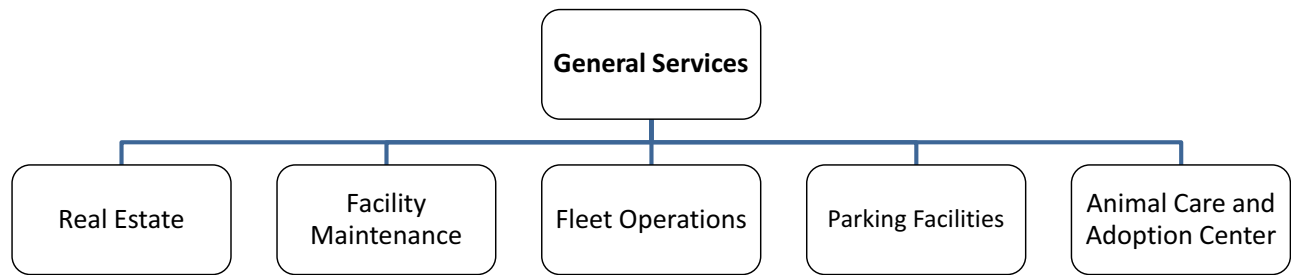 General Services
Real Estate
Facility
Maintenance
Fleet Operations
Parking Facilities
Animal Care and
Adoption Center